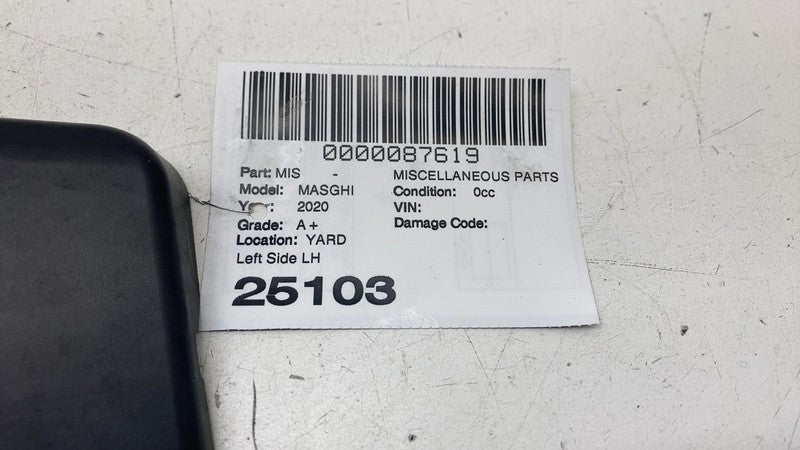 0000087619
Part: MIS - MISCELLANEOUS PARTS
Model: MASGHI Condition: 0cc
Year: 2020 VIN:
Grade: A+ Damage Code:
Location: YARD
Left Side LH
25103